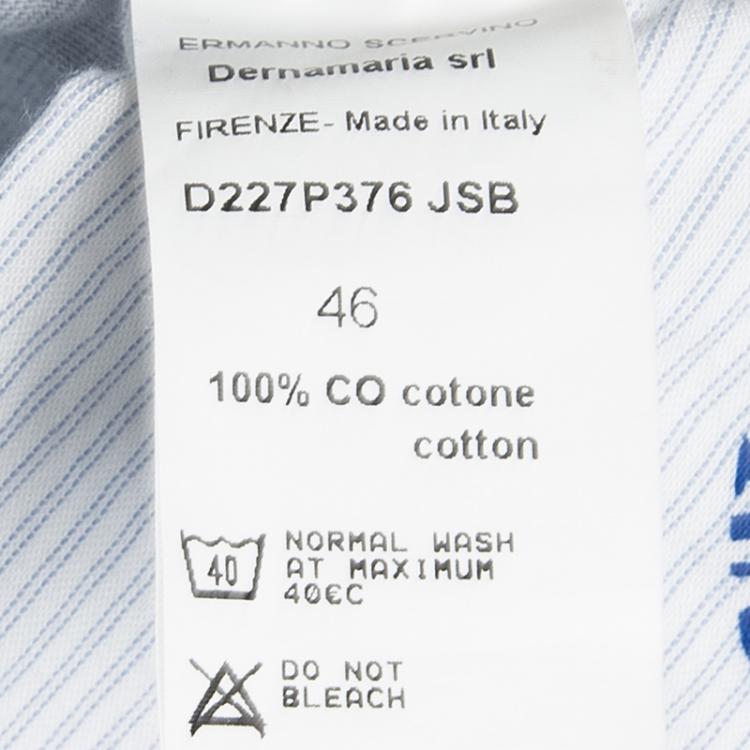 ERMANNO SCERVINO
Dernamaria srl
FIRENZE- Made in Italy
D227P376 JSB
46
100% CO cotone
cotton
40
NORMAL WASH
AT MAXIMUM
40€C
DO NOT
BLEACH